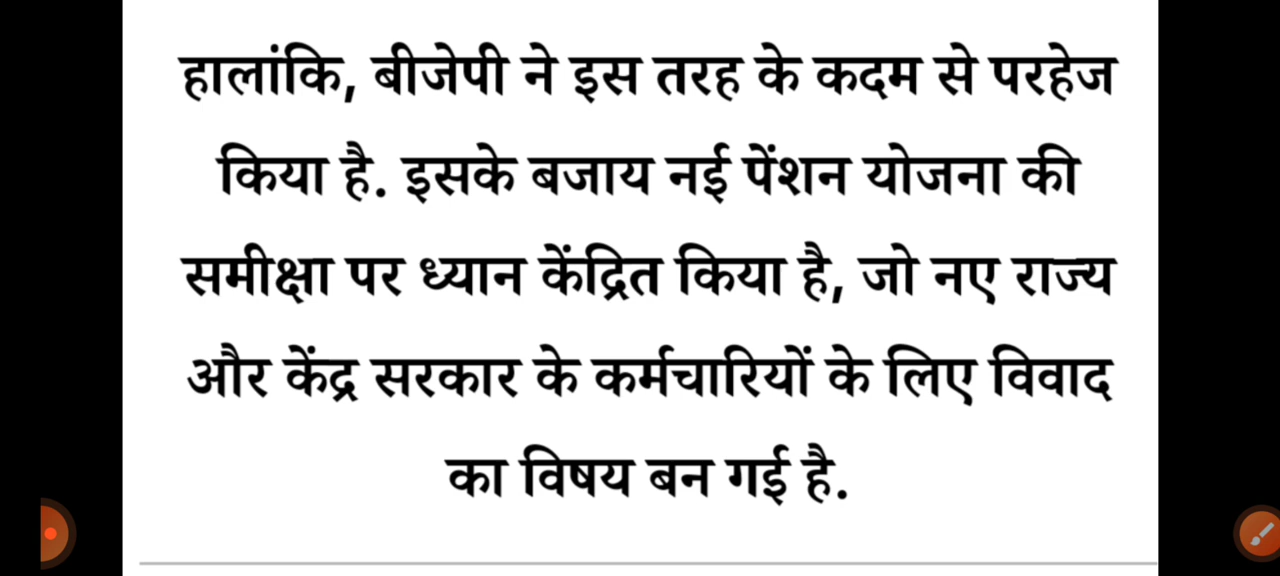 हालांकि, बीजेपी ने इस तरह के कदम से परहेज
किया है. इसके बजाय नई पेंशन योजना की
समीक्षा पर ध्यान केंद्रित किया है, जो नए राज्य
और केंद्र सरकार के कर्मचारियों के लिए विवाद
का विषय बन गई है.